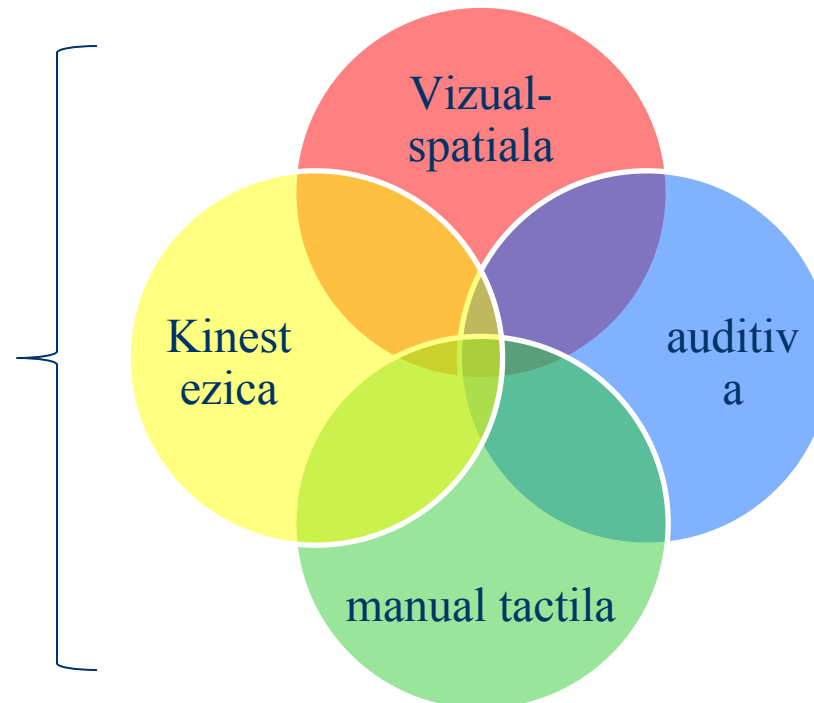 Vizual-
spatiala
Kinest
ezica
auditiv
a
manual tactila